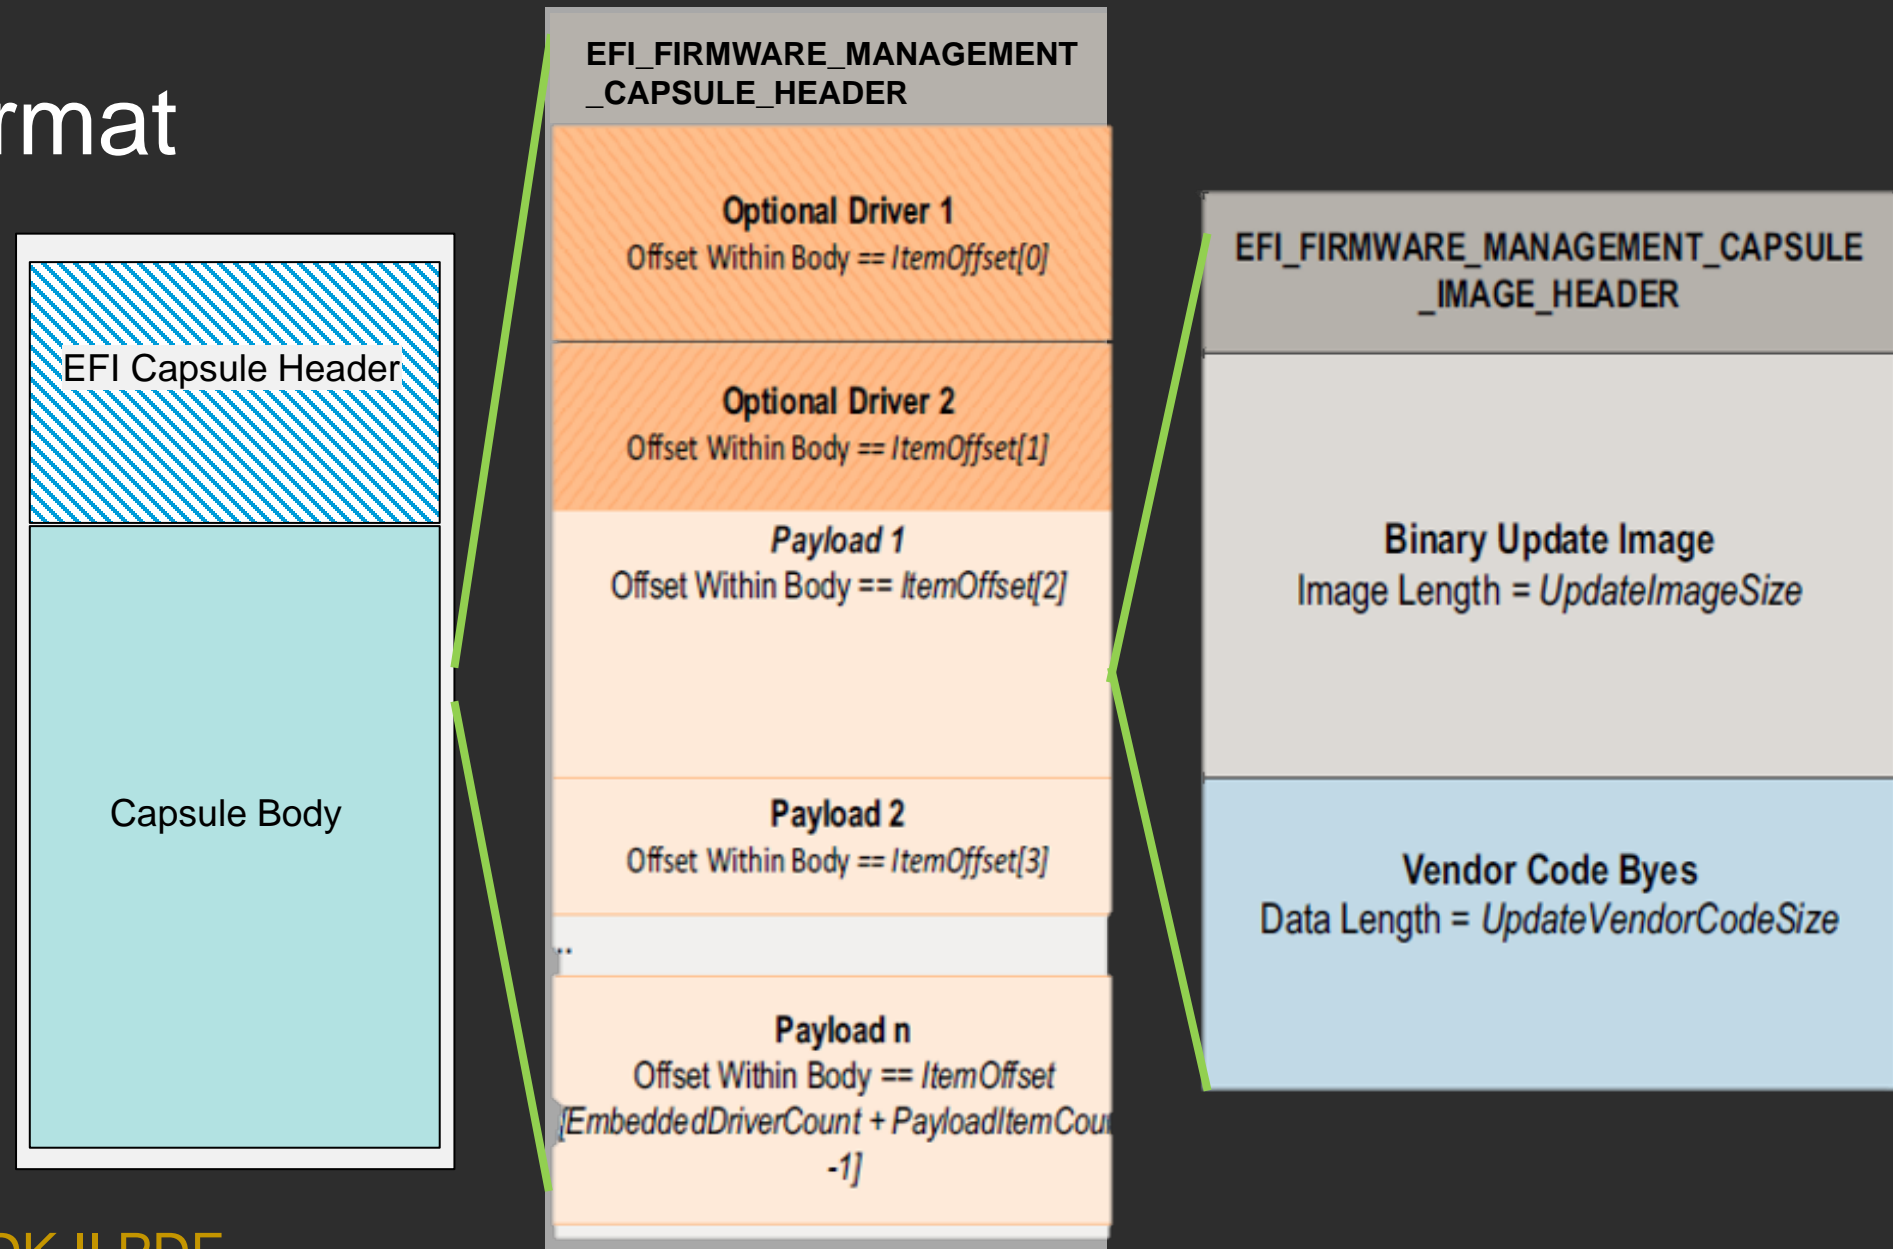 rmat
EFI Capsule Header
Capsule Body
EFI_FIRMWARE_MANAGEMENT
_CAPSULE_HEADER
Optional Driver 1
Offset Within Body == ItemOffset[0]
Optional Driver 2
Offset Within Body == ItemOffset[1]
Payload 1
Offset Within Body == ItemOffset[2]
Payload 2
Offset Within Body == ItemOffset[3]
..
Payload n
Offset Within Body == ItemOffset
[EmbeddedDriverCount + PayloadItemCou
-1]
EFI_FIRMWARE_MANAGEMENT_CAPSULE
_IMAGE_HEADER
Binary Update Image
Image Length = UpdateImageSize
Vendor Code Byes
Data Length = UpdateVendorCodeSize